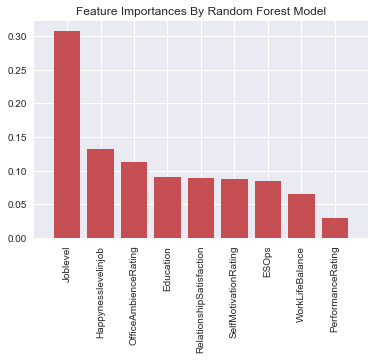 Feature Importances By Random Forest Model
0.30
0.25
0.20
0.15
0.10
0.05
0.00
Joblevel
Happynesslevelinjob
OfficeAmbienceRating
Education
RelationshipSatisfaction
SelfMotivationRating
ESOps
WorkLifeBalance
PerformanceRating